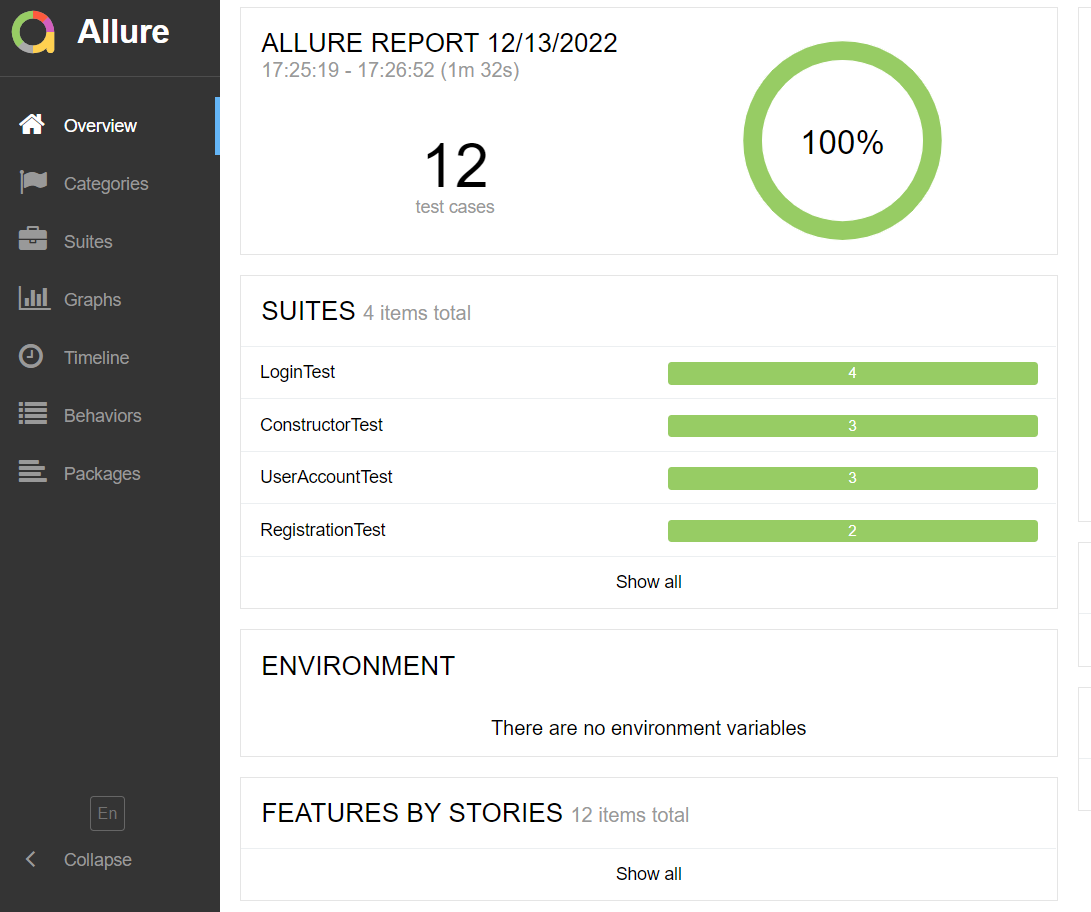 Allure
Overview
Categories
Suites
Graphs
Timeline
Behaviors
Packages
En
Collapse
ALLURE REPORT 12/13/2022
17:25:19 - 17:26:52 (1m 32s)
12
test cases
100%
SUITES 4 items total
LoginTest 4
ConstructorTest 3
UserAccountTest 3
RegistrationTest 2
Show all
ENVIRONMENT
There are no environment variables
FEATURES BY STORIES 12 items total
Show all